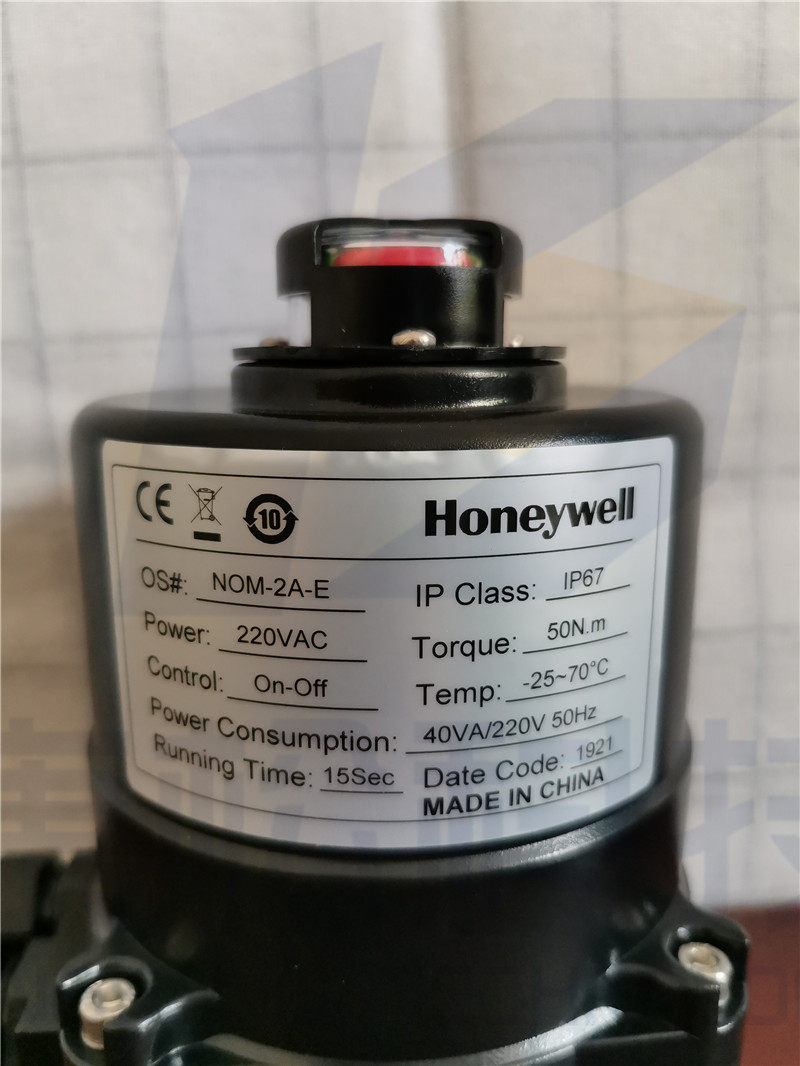 CE 10 Honeywell
OS#: NOM-2A-E IP Class: IP67
Power: 220VAC Torque: 50N.m
Control: On-Off Temp: -25~70°C
Power Consumption: 40VA/220V 50Hz
Running Time: 15Sec Date Code: 1921
MADE IN CHINA